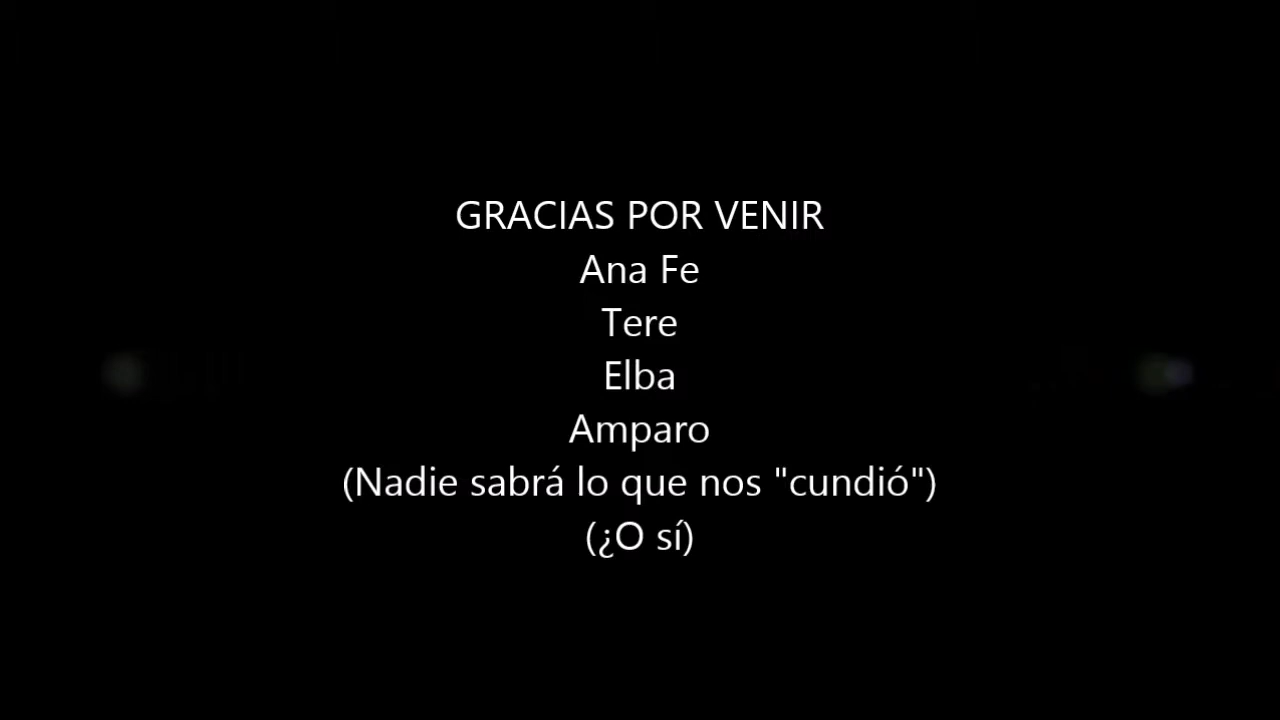 GRACIAS POR VENIR
Ana Fe
Tere
Elba
Amparo
(Nadie sabrá lo que nos "cundió")
(¿O sí)